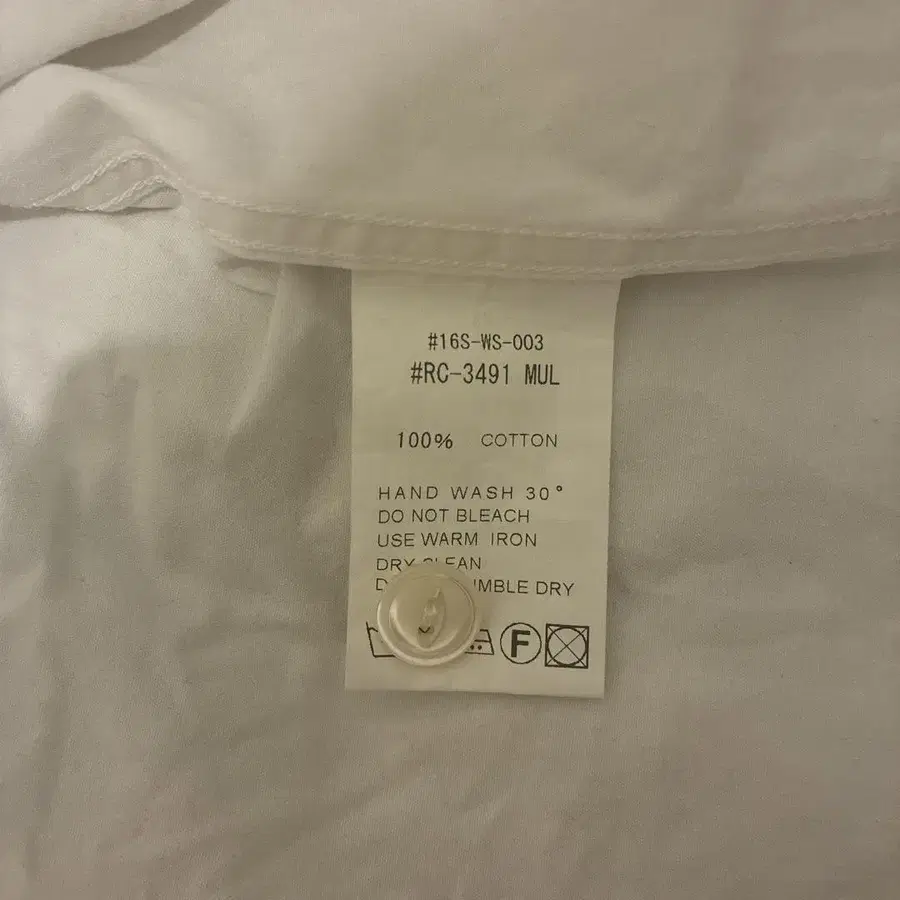 #16S-WS-003
#RC-3491 MUL
100% COTTON
HAND WASH 30°
DO NOT BLEACH
USE WARM IRON
DRY CLEAN
DRY
F